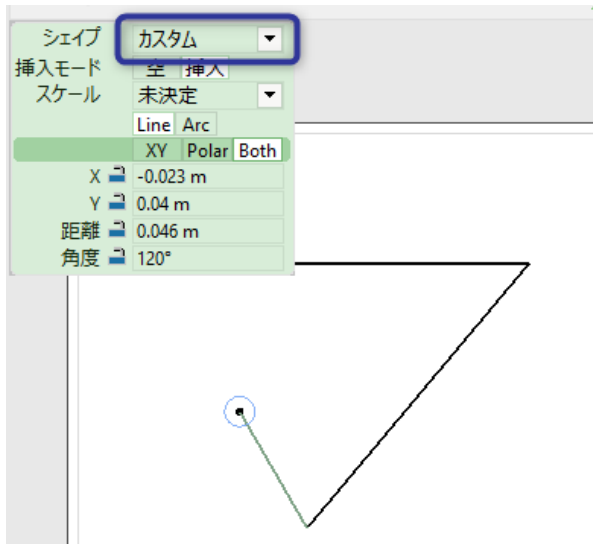 シェイプ カスタム
挿入モード 空 挿入
スケール 未決定
Line Arc
XY Polar Both
X -0.023 m
Y 0.04 m
距離 0.046 m
角度 120°